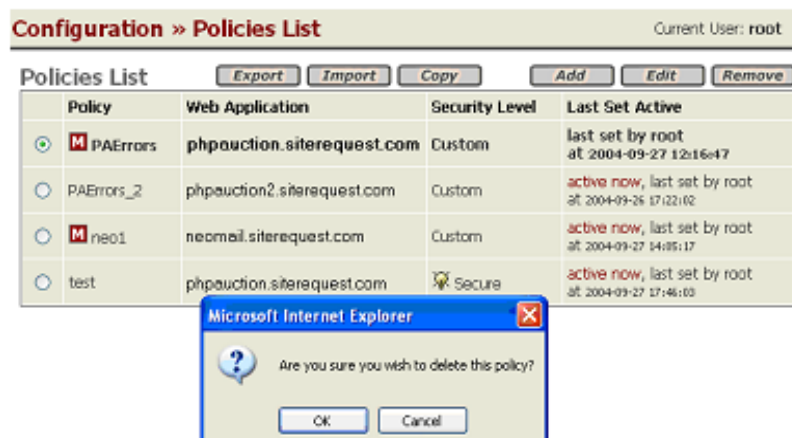 Configuration » Policies List
Current User: root
Policies List
Export Import Copy Add Edit Remove
Policy Web Application Security Level Last Set Active
M PAErrors phpauction.siterequest.com Custom last set by root
at 2004-09-27 12:16:47
PAErrors_2 phpauction2.siterequest.com Custom active now, last set by root
at 2004-09-26 17:22:02
M neo1 neomail.siterequest.com Custom active now, last set by root
at 2004-09-27 14:05:17
test phpauction.siterequest.com Secure active now, last set by root
at 2004-09-27 17:46:03
Microsoft Internet Explorer
Are you sure you wish to delete this policy?
OK Cancel